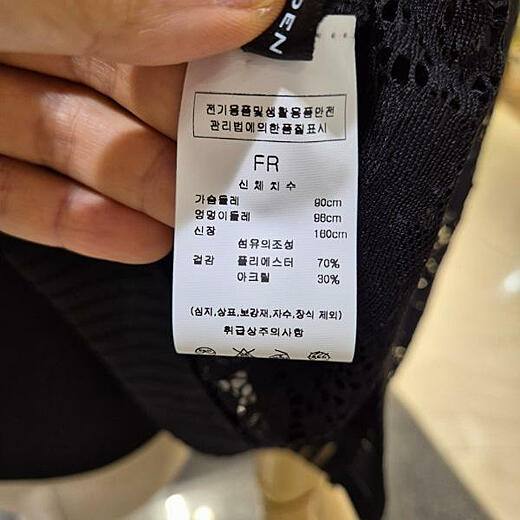 PEN
전기용품및생활용품안전
관리법에의한품질표시
FR
신체치수
가슴둘레 90cm
엉덩이둘레 98cm
신장 160cm
섬유의조성
겉감 폴리에스터 70%
아크릴 30%
(심지,상표,보강재,자수,장식 제외)
취급상주의사항